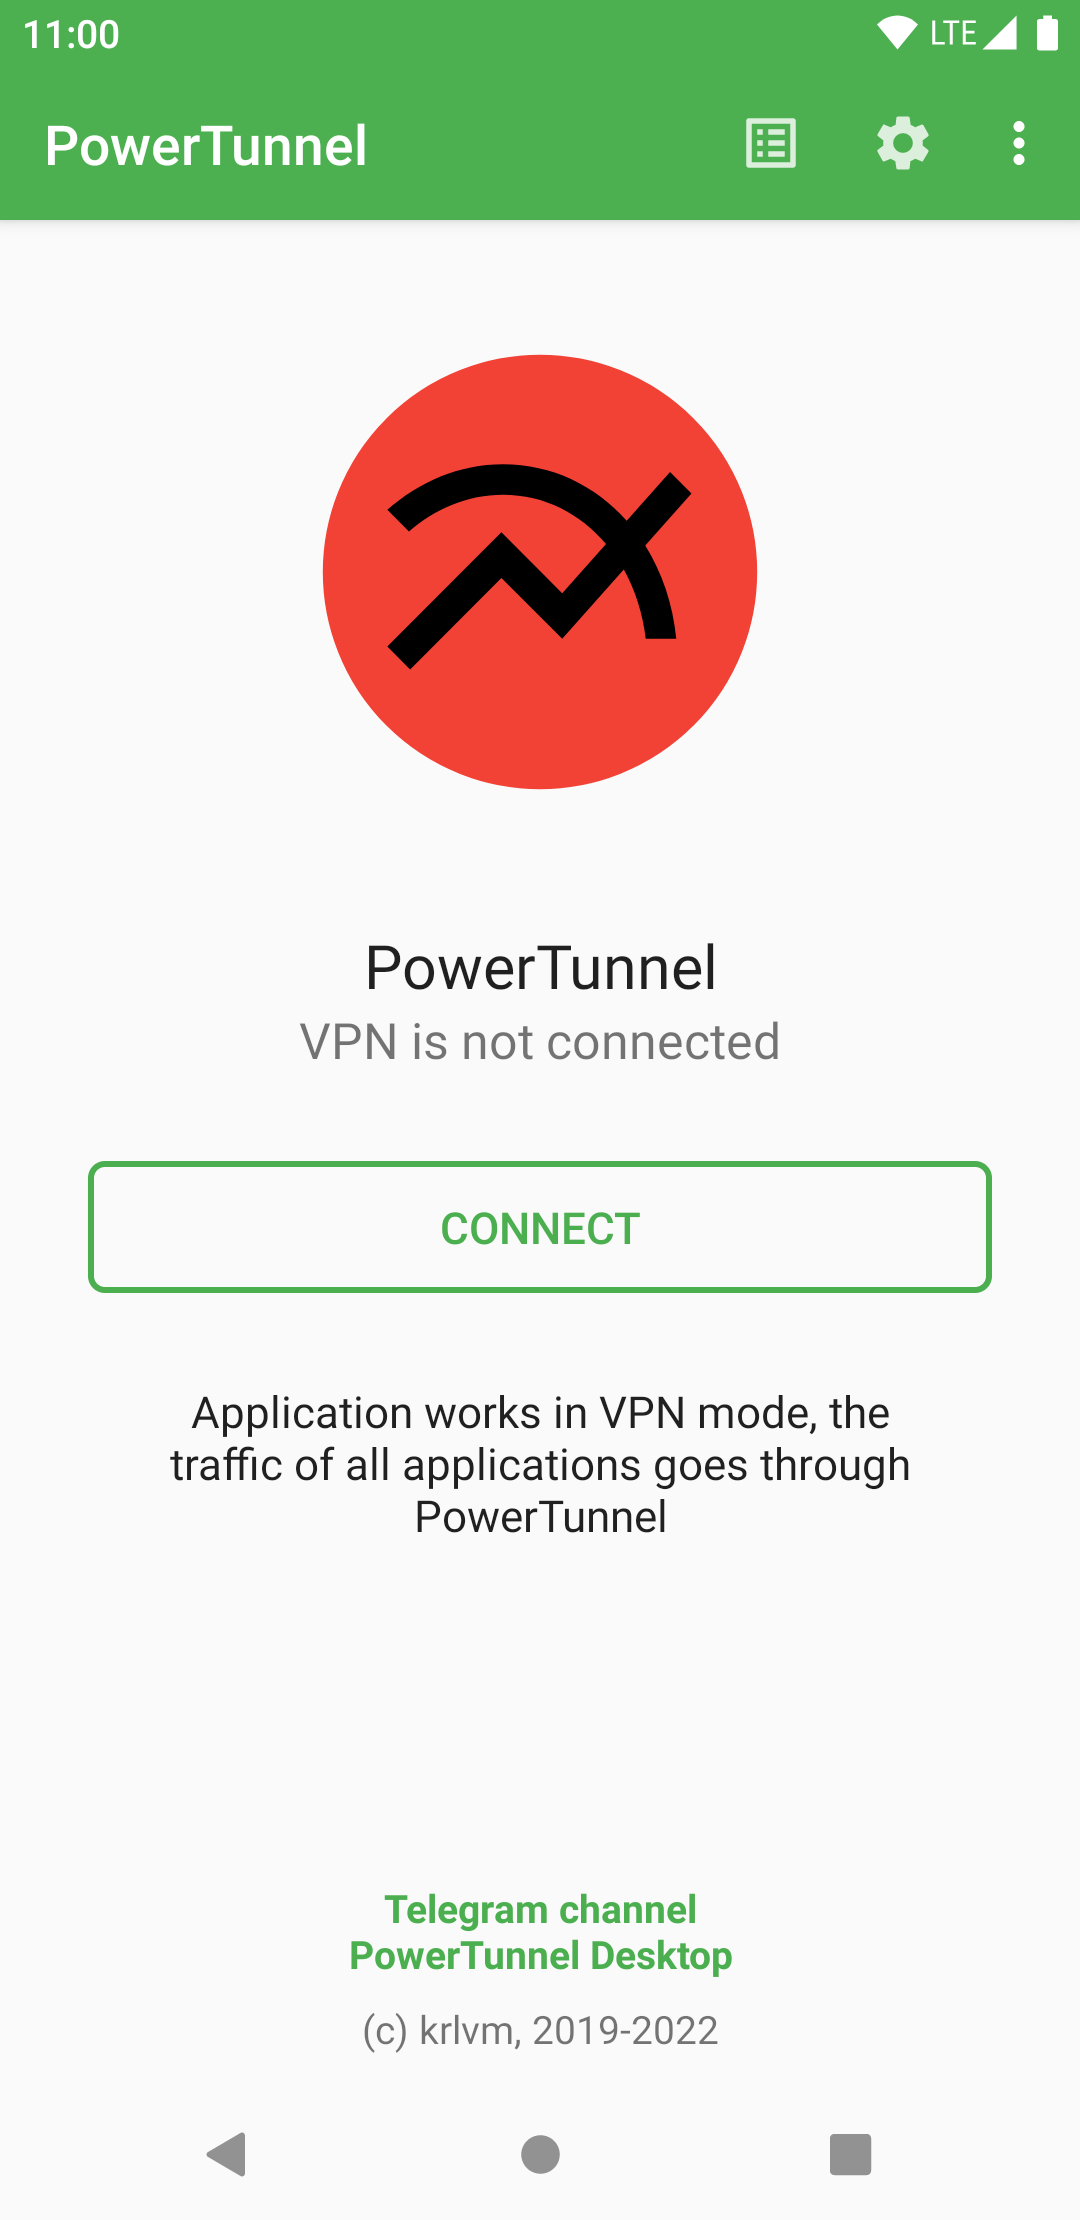 11:00
LTE
PowerTunnel
PowerTunnel
VPN is not connected
CONNECT
Application works in VPN mode, the
traffic of all applications goes through
PowerTunnel
Telegram channel
PowerTunnel Desktop
(c) krlvm, 2019-2022